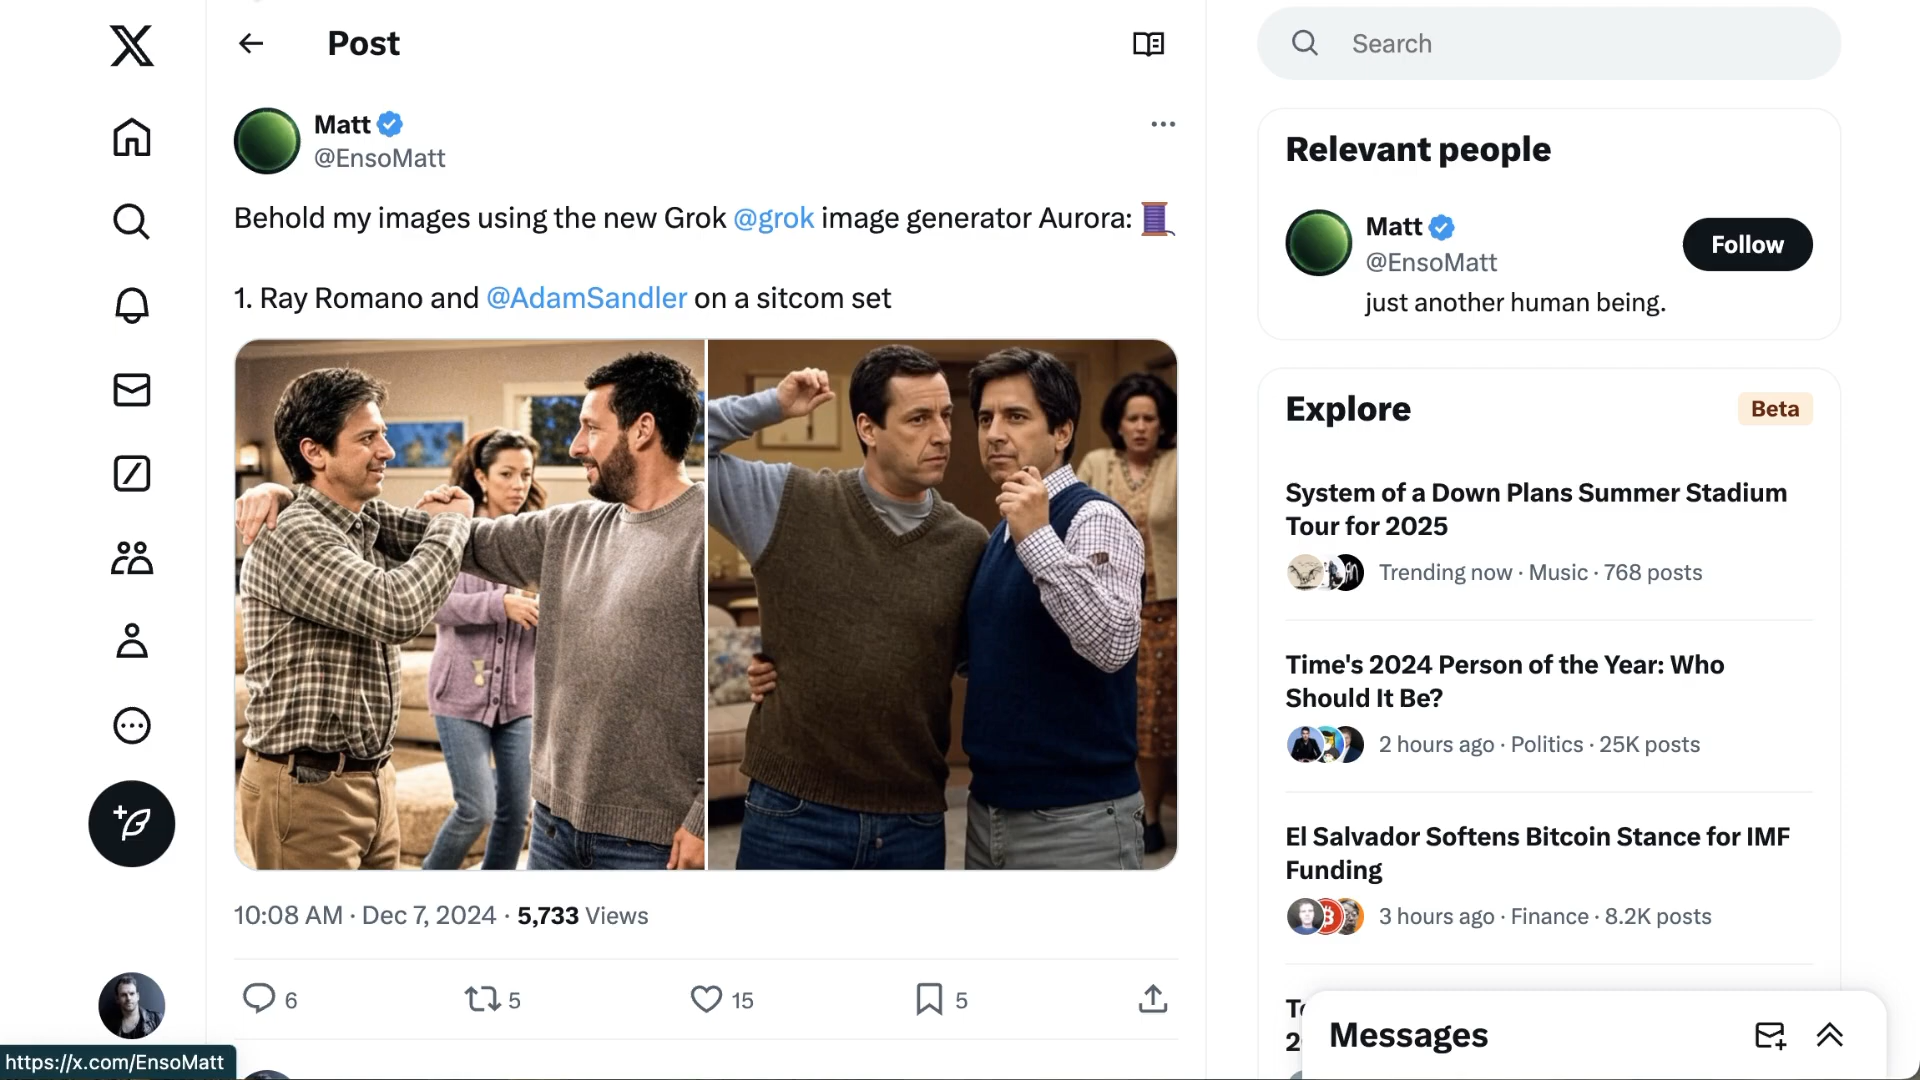 Post
Search
Matt
@EnsoMatt
Behold my images using the new Grok @grok image generator Aurora:
1. Ray Romano and @AdamSandler on a sitcom set
10:08 AM · Dec 7, 2024 · 5,733 Views
6
5
15
5
Relevant people
Matt
@EnsoMatt
Follow
just another human being.
Explore
Beta
System of a Down Plans Summer Stadium
Tour for 2025
Trending now · Music · 768 posts
Time's 2024 Person of the Year: Who
Should It Be?
2 hours ago · Politics · 25K posts
El Salvador Softens Bitcoin Stance for IMF
Funding
3 hours ago · Finance · 8.2K posts
Messages
https://x.com/EnsoMatt